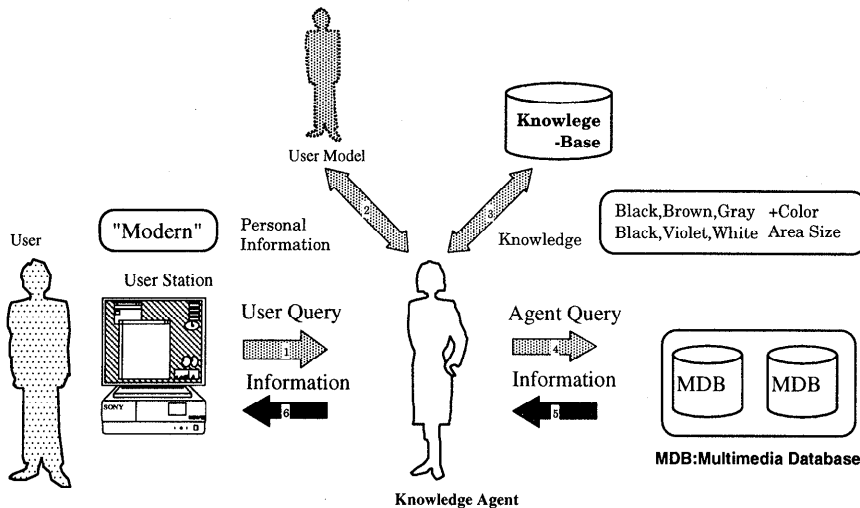 Knowlege
-Base
User Model
2
3
"Modern"
Personal
Information
Knowledge
Black,Brown,Gray +Color
Black,Violet,White Area Size
User
User Station
User Query
Agent Query
1
4
Information
Information
6
5
SONY
MDB
MDB
MDB:Multimedia Database
Knowledge Agent